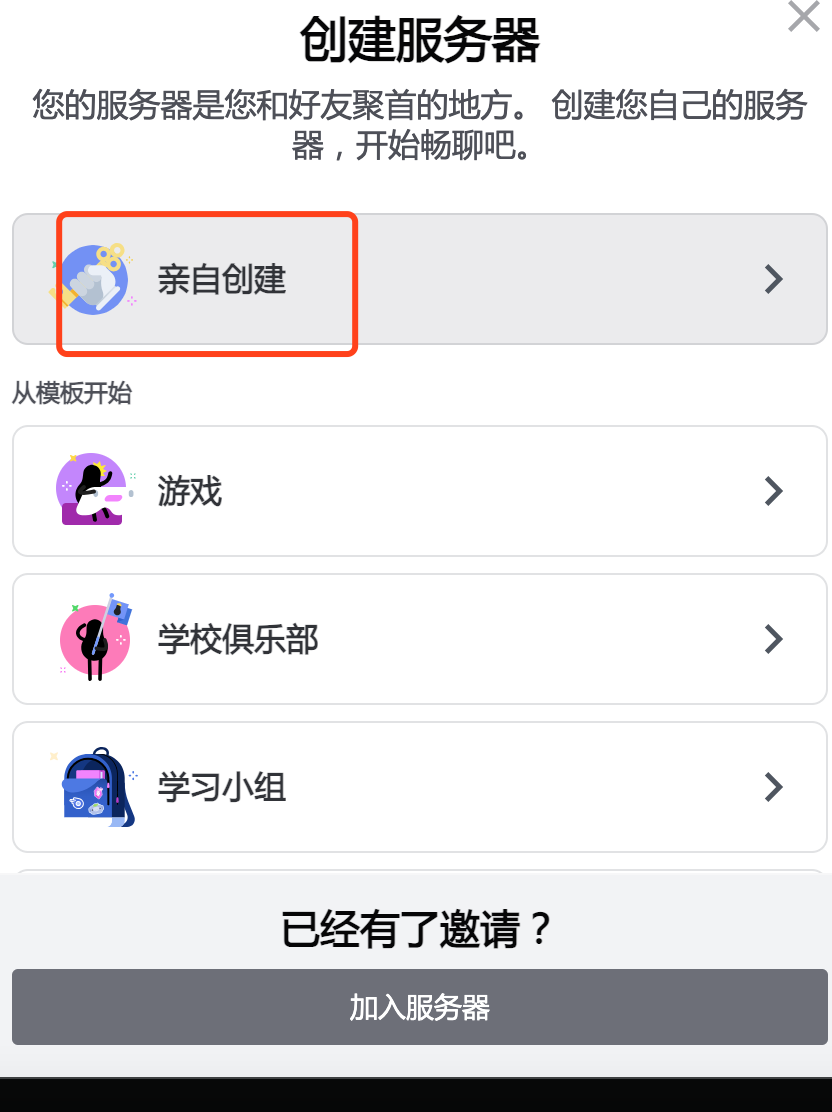 创建服务器
您的服务器是您和好友聚首的地方。 创建您自己的服务
器，开始畅聊吧。
亲自创建
从模板开始
游戏
学校俱乐部
学习小组
已经有了邀请？
加入服务器